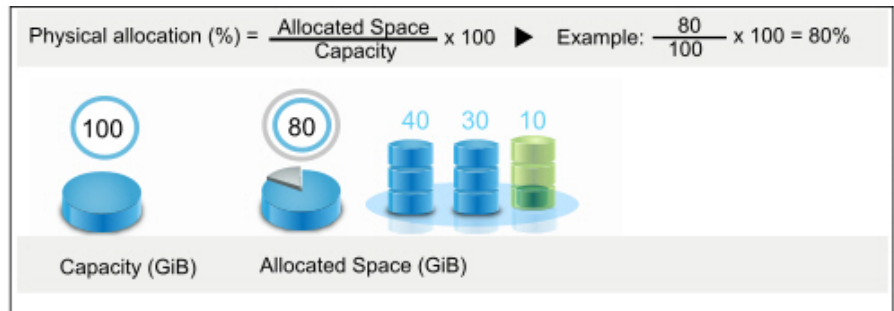 Physical allocation (%) = Allocated Space / Capacity x 100 ▶ Example: 80 / 100 x 100 = 80%
100 80 40 30 10
Capacity (GiB) Allocated Space (GiB)